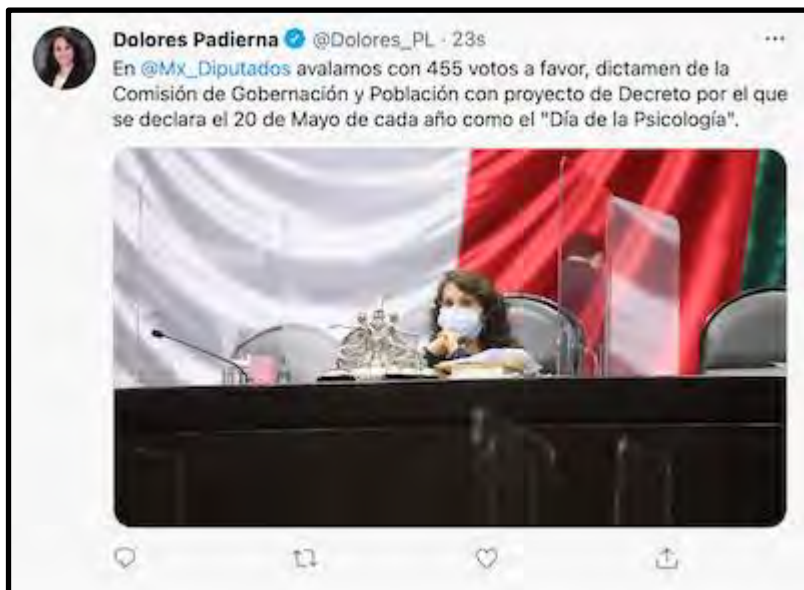 Dolores Padierna @Dolores_PL · 23s
En @Mx_Diputados avalamos con 455 votos a favor, dictamen de la
Comisión de Gobernación y Población con proyecto de Decreto por el que
se declara el 20 de Mayo de cada año como el "Día de la Psicología".